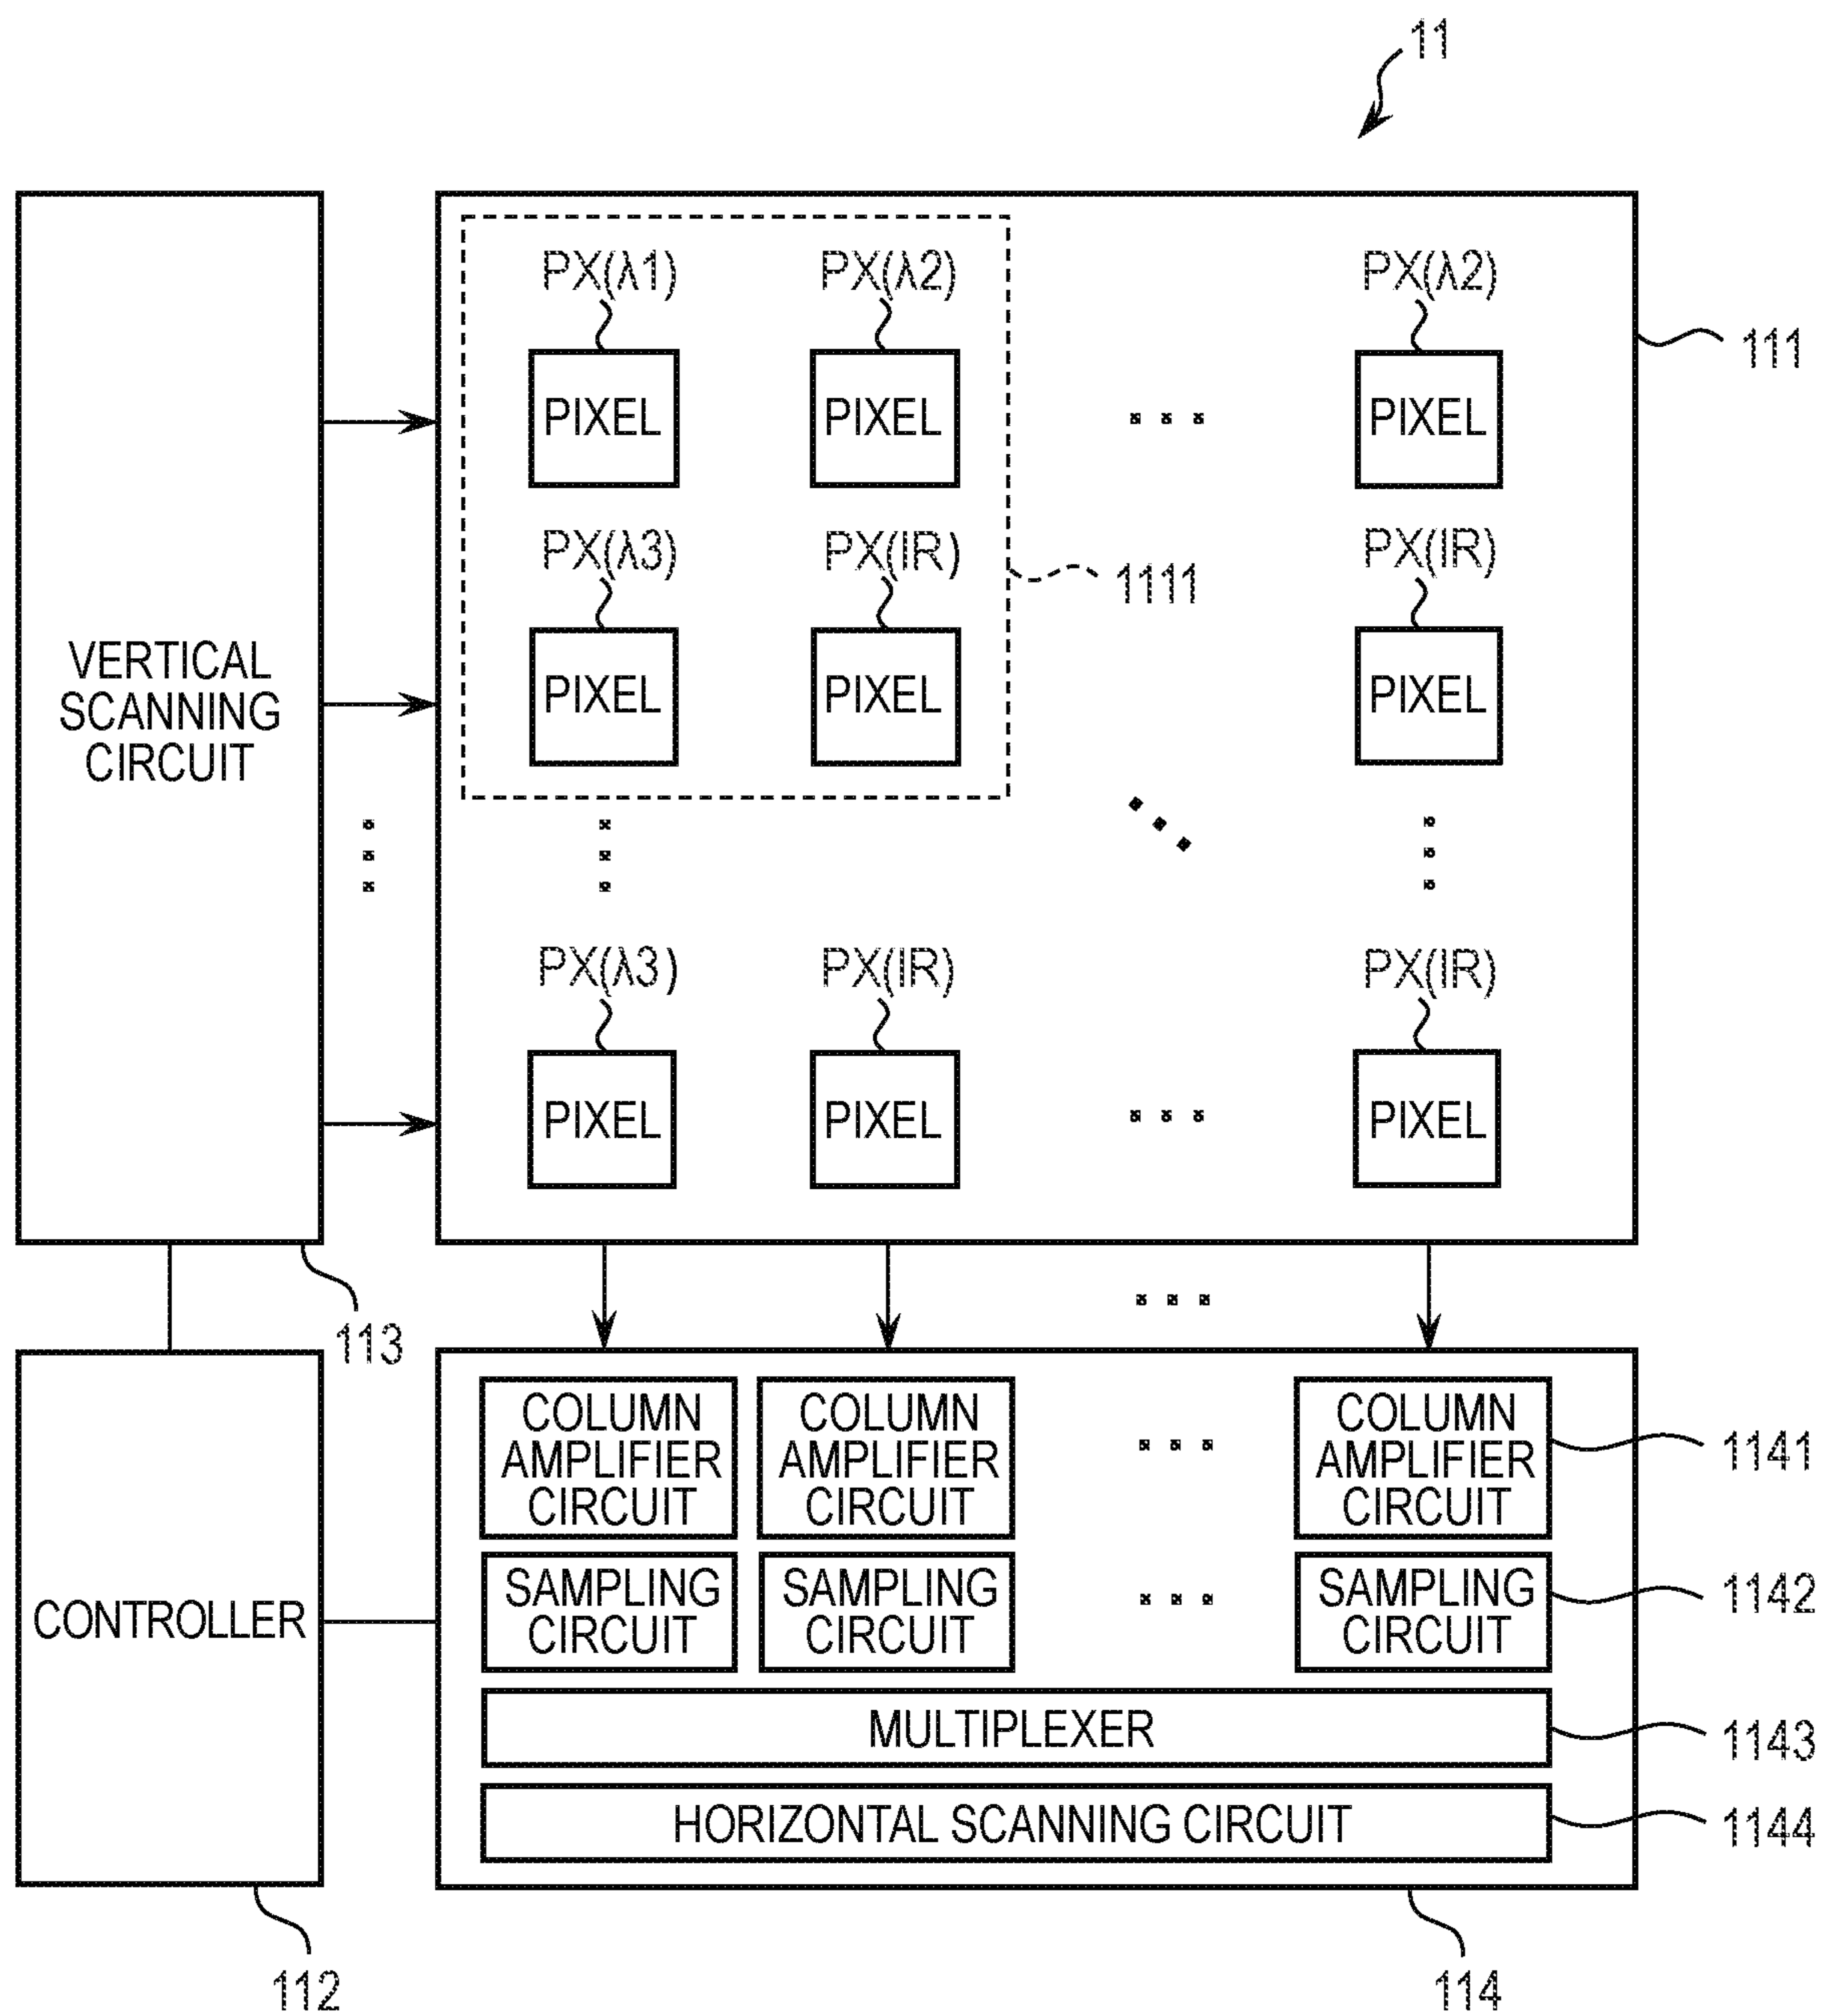 11
PX(λ1) PX(λ2) PX(λ2)
111
PIXEL PIXEL PIXEL
PX(λ3) PX(IR) PX(IR)
1111
PIXEL PIXEL PIXEL
VERTICAL
SCANNING
CIRCUIT
PX(λ3) PX(IR) PX(IR)
PIXEL PIXEL PIXEL
113
COLUMN
AMPLIFIER
CIRCUIT
COLUMN
AMPLIFIER
CIRCUIT
COLUMN
AMPLIFIER
CIRCUIT
1141
SAMPLING
CIRCUIT
SAMPLING
CIRCUIT
SAMPLING
CIRCUIT
1142
CONTROLLER
MULTIPLEXER
1143
HORIZONTAL SCANNING CIRCUIT
1144
112
114